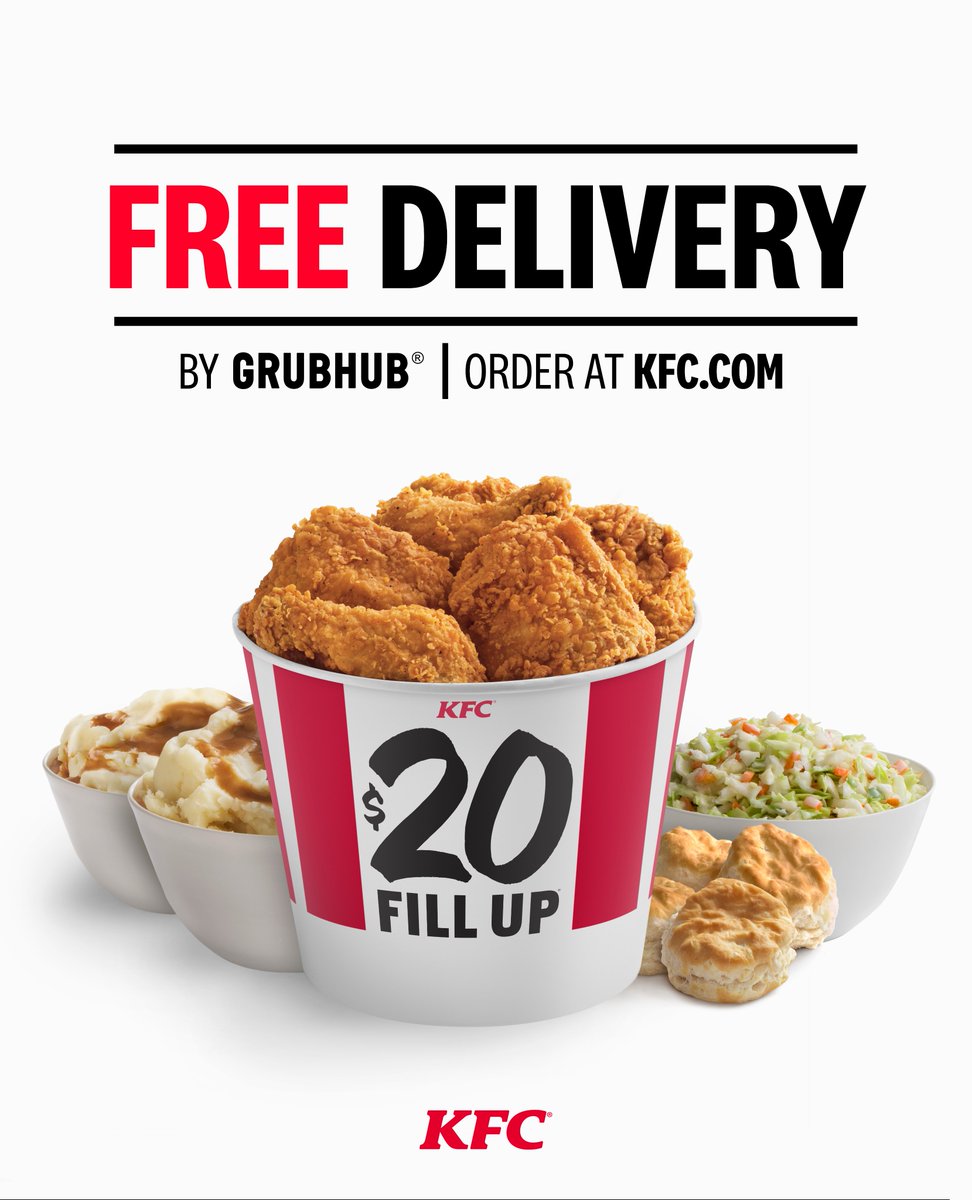 FREE DELIVERY
BY GRUBHUB® | ORDER AT KFC.COM
KFC®
$20
FILL UP
KFC®